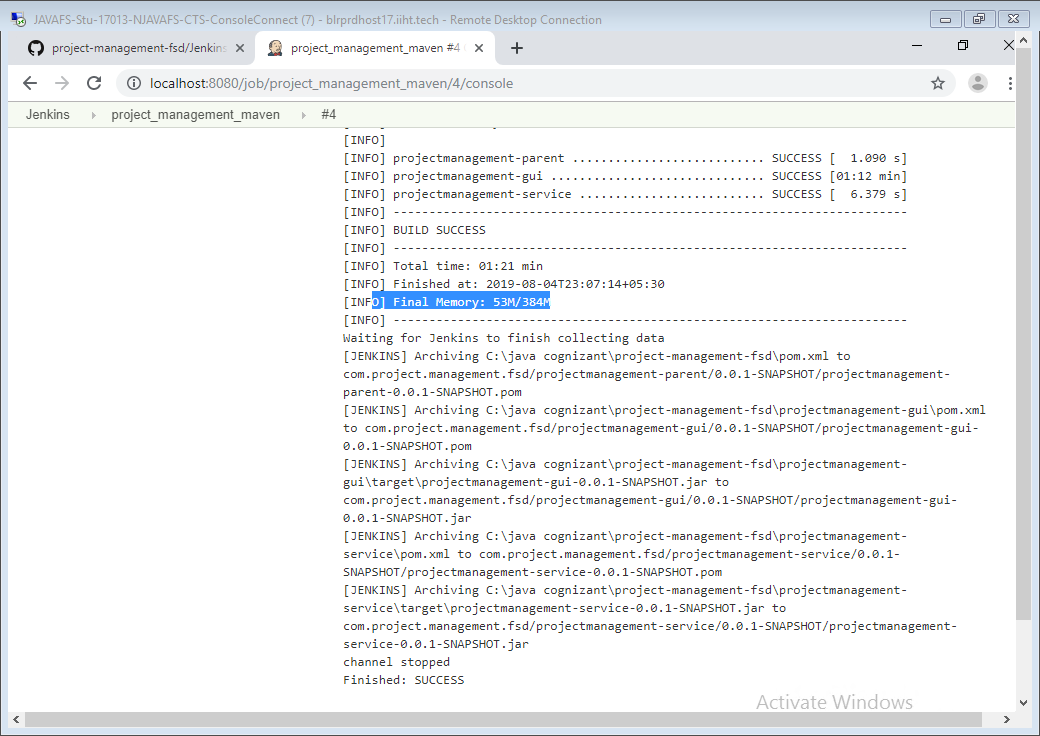 JAVAFS-Stu-17013-NJAVAFS-CTS-ConsoleConnect (7) - blrprdhost17.iiht.tech - Remote Desktop Connection
project-management-fsd/Jenkins
project_management_maven #4
localhost:8080/job/project_management_maven/4/console
Jenkins
project_management_maven
#4
[INFO]
[INFO] projectmanagement-parent ........................... SUCCESS [  1.090 s]
[INFO] projectmanagement-gui .............................. SUCCESS [01:12 min]
[INFO] projectmanagement-service .......................... SUCCESS [  6.379 s]
[INFO] ------------------------------------------------------------------------
[INFO] BUILD SUCCESS
[INFO] ------------------------------------------------------------------------
[INFO] Total time: 01:21 min
[INFO] Finished at: 2019-08-04T23:07:14+05:30
[INFO] Final Memory: 53M/384M
[INFO] ------------------------------------------------------------------------
Waiting for Jenkins to finish collecting data
[JENKINS] Archiving C:\java cognizant\project-management-fsd\pom.xml to
com.project.management.fsd/projectmanagement-parent/0.0.1-SNAPSHOT/projectmanagement-
parent-0.0.1-SNAPSHOT.pom
[JENKINS] Archiving C:\java cognizant\project-management-fsd\projectmanagement-gui\pom.xml
to com.project.management.fsd/projectmanagement-gui/0.0.1-SNAPSHOT/projectmanagement-gui-
0.0.1-SNAPSHOT.pom
[JENKINS] Archiving C:\java cognizant\project-management-fsd\projectmanagement-
gui\target\projectmanagement-gui-0.0.1-SNAPSHOT.jar to
com.project.management.fsd/projectmanagement-gui/0.0.1-SNAPSHOT/projectmanagement-gui-
0.0.1-SNAPSHOT.jar
[JENKINS] Archiving C:\java cognizant\project-management-fsd\projectmanagement-
service\pom.xml to com.project.management.fsd/projectmanagement-service/0.0.1-
SNAPSHOT/projectmanagement-service-0.0.1-SNAPSHOT.pom
[JENKINS] Archiving C:\java cognizant\project-management-fsd\projectmanagement-
service\target\projectmanagement-service-0.0.1-SNAPSHOT.jar to
com.project.management.fsd/projectmanagement-service/0.0.1-SNAPSHOT/projectmanagement-
service-0.0.1-SNAPSHOT.jar
channel stopped
Finished: SUCCESS
Activate Windows